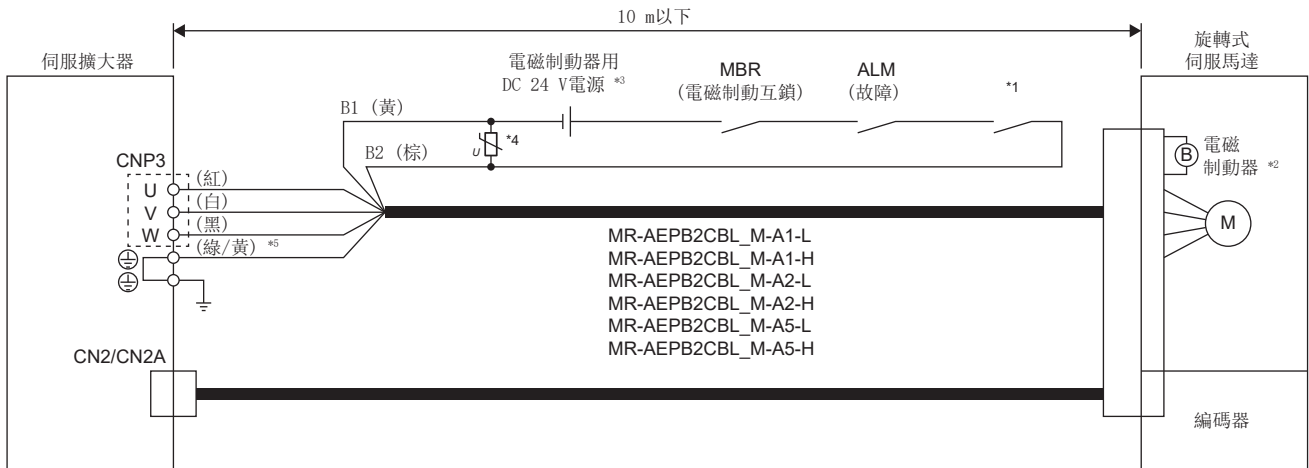 10 m以下
伺服擴大器
旋轉式
伺服馬達
電磁制動器用
DC 24 V電源 *3
MBR
(電磁制動互鎖)
ALM
(故障)
*1
B1 (黃)
U
*4
B2 (棕)
B
電磁
制動器 *2
CNP3
U
(紅)
V
(白)
W
(黑)
(綠/黃) *5
M
MR-AEPB2CBL_M-A1-L
MR-AEPB2CBL_M-A1-H
MR-AEPB2CBL_M-A2-L
MR-AEPB2CBL_M-A2-H
MR-AEPB2CBL_M-A5-L
MR-AEPB2CBL_M-A5-H
CN2/CN2A
編碼器